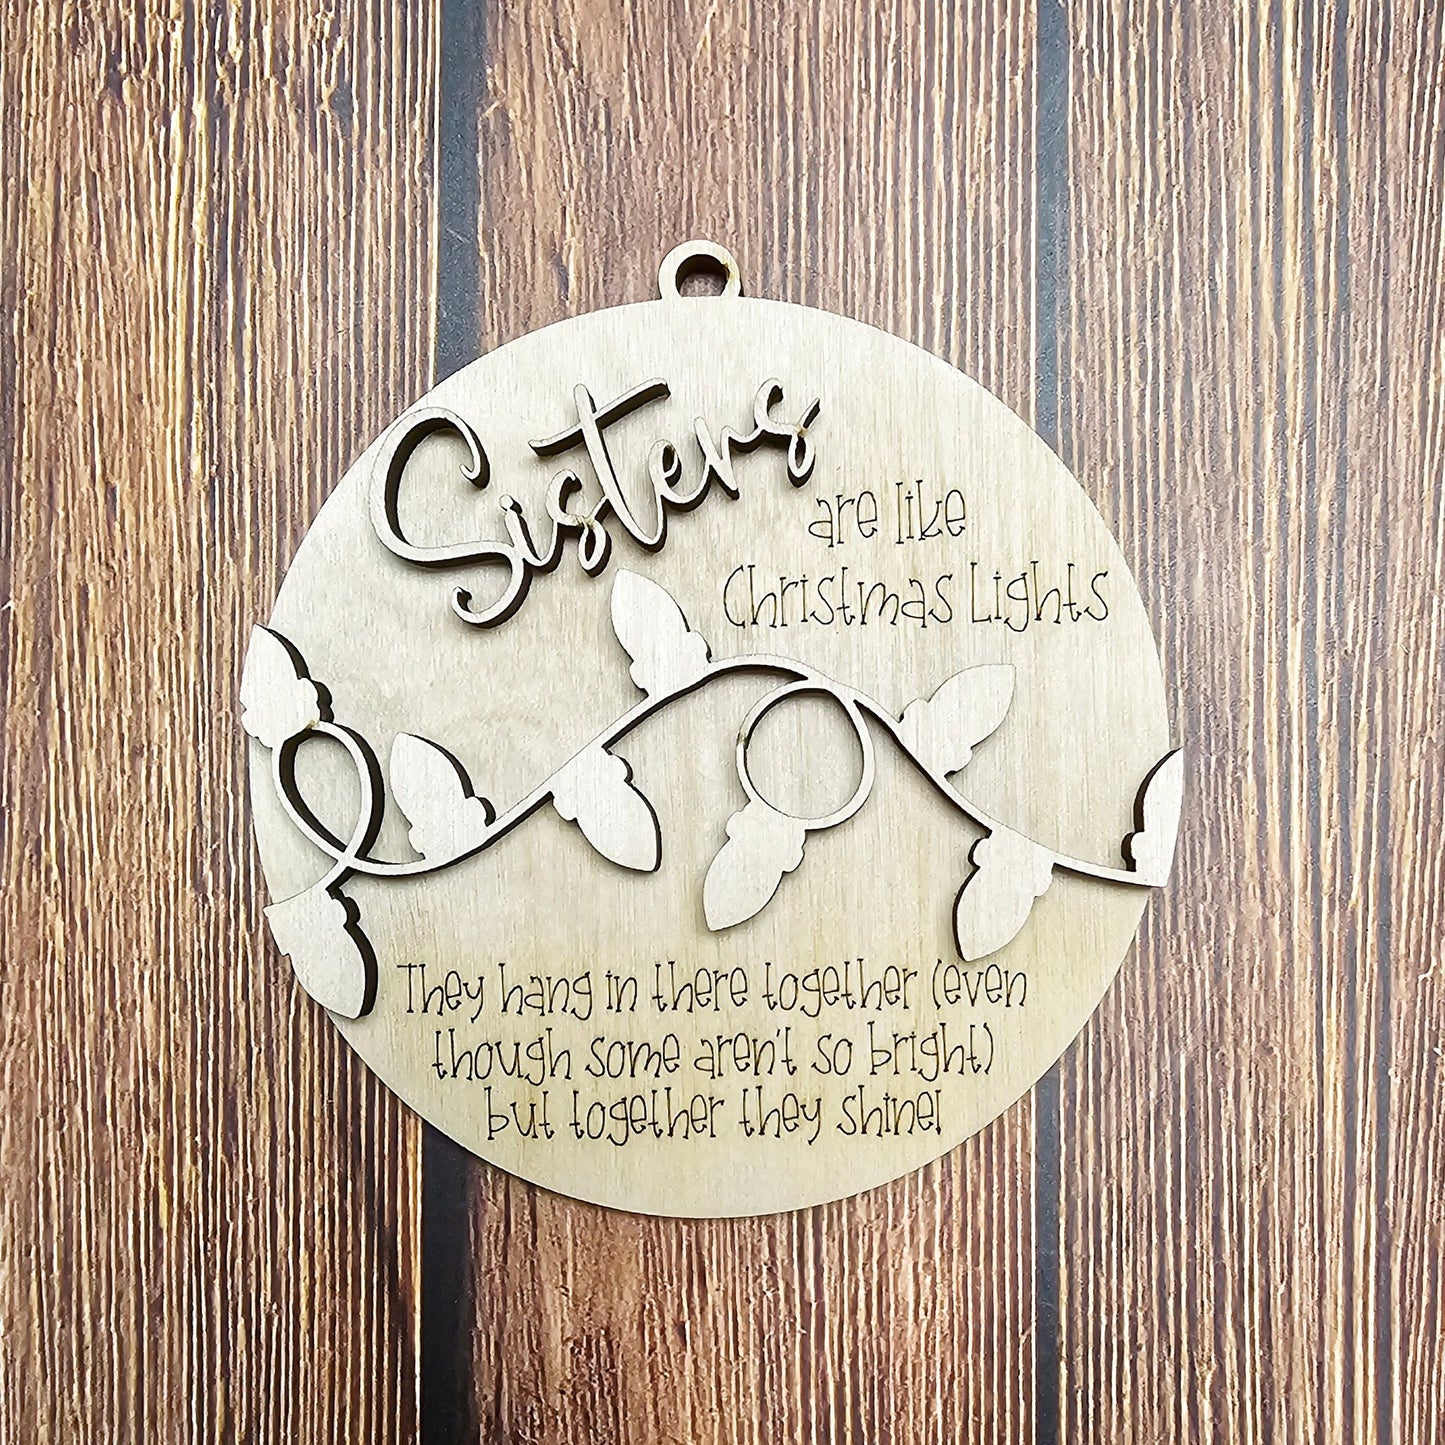 Sisters
are like
Christmas Lights
They hang in there together (even
though some aren't so bright)
but together they shine!